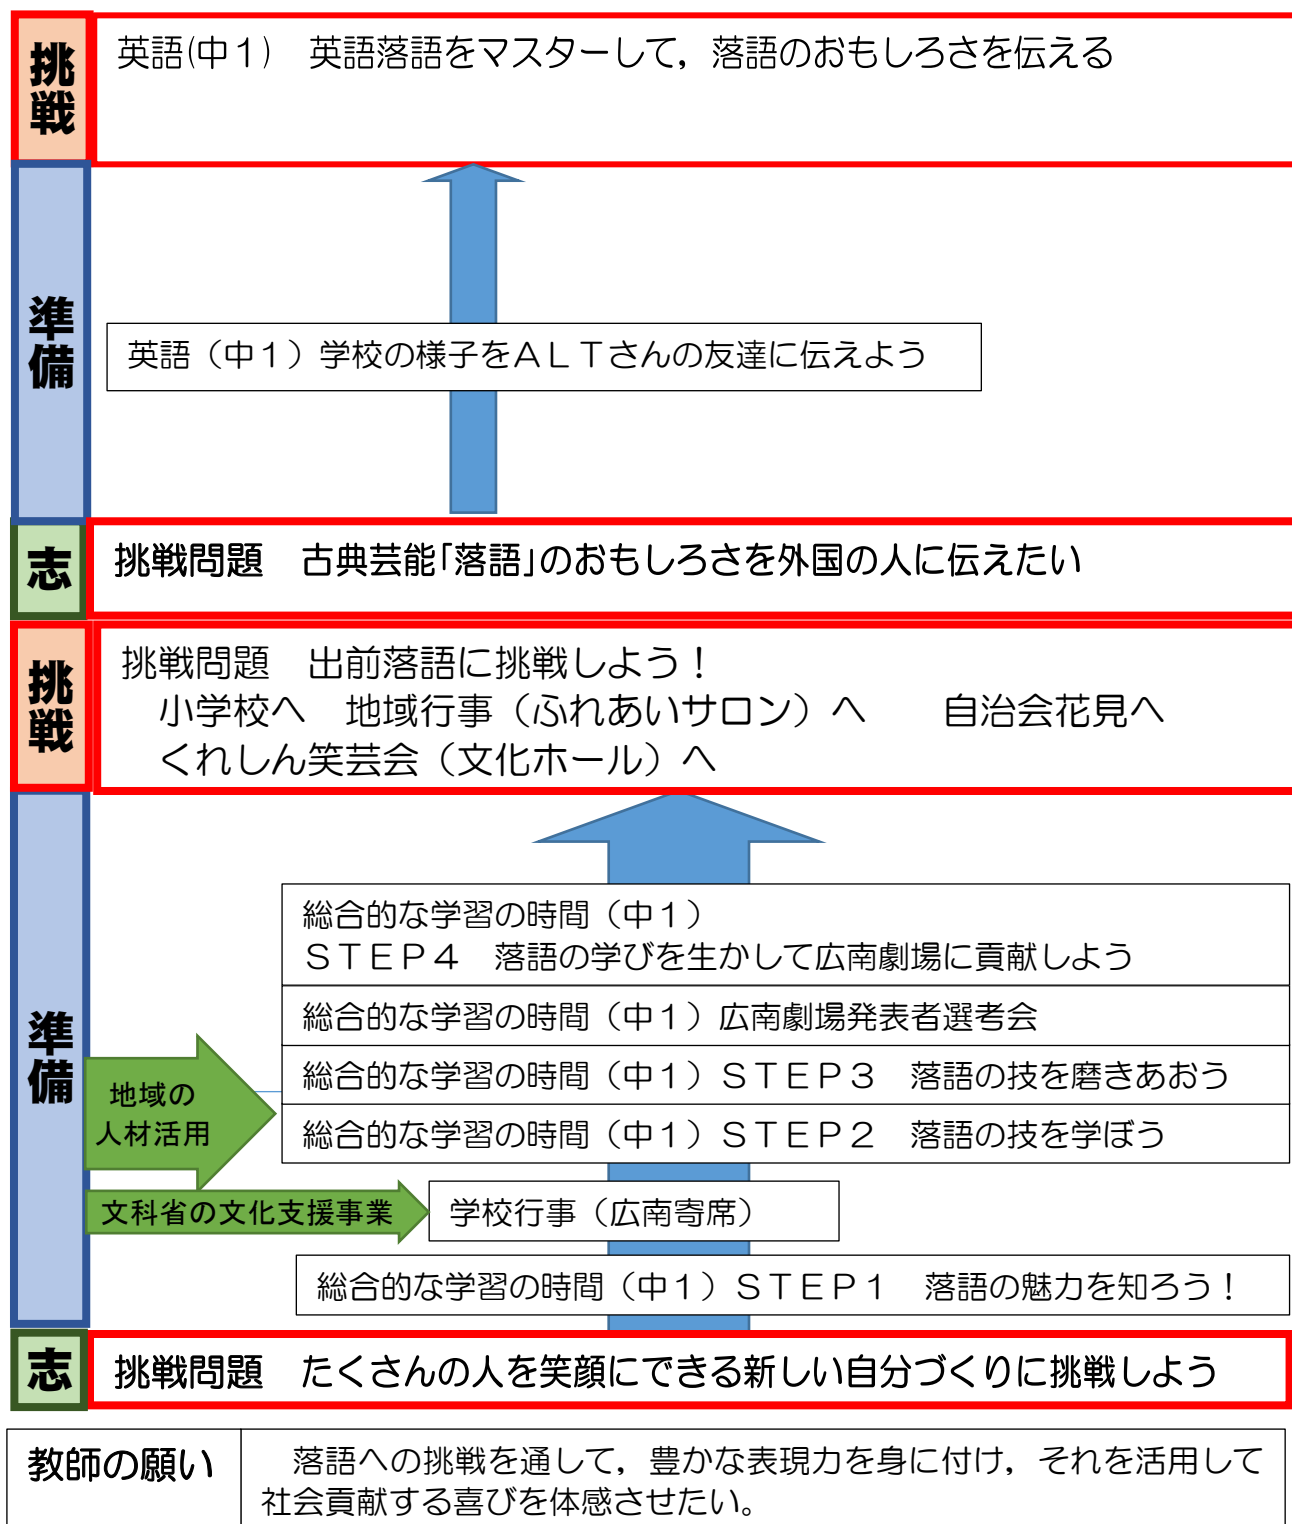 挑戦
英語(中１)　英語落語をマスターして，落語のおもしろさを伝える
準備
英語（中１）学校の様子をＡＬＴさんの友達に伝えよう
志
挑戦問題　古典芸能｢落語｣のおもしろさを外国の人に伝えたい
挑戦
挑戦問題　出前落語に挑戦しよう！
小学校へ　地域行事（ふれあいサロン）へ　　自治会花見へ
くれしん笑芸会（文化ホール）へ
準備
総合的な学習の時間（中１）
ＳＴＥＰ４　落語の学びを生かして広南劇場に貢献しよう
総合的な学習の時間（中１）広南劇場発表者選考会
総合的な学習の時間（中１）ＳＴＥＰ３　落語の技を磨きあおう
地域の
人材活用
総合的な学習の時間（中１）ＳＴＥＰ２　落語の技を学ぼう
文科省の文化支援事業
学校行事（広南寄席）
総合的な学習の時間（中１）ＳＴＥＰ１　落語の魅力を知ろう！
志
挑戦問題　たくさんの人を笑顔にできる新しい自分づくりに挑戦しよう
教師の願い
落語への挑戦を通して，豊かな表現力を身に付け，それを活用して
社会貢献する喜びを体感させたい。